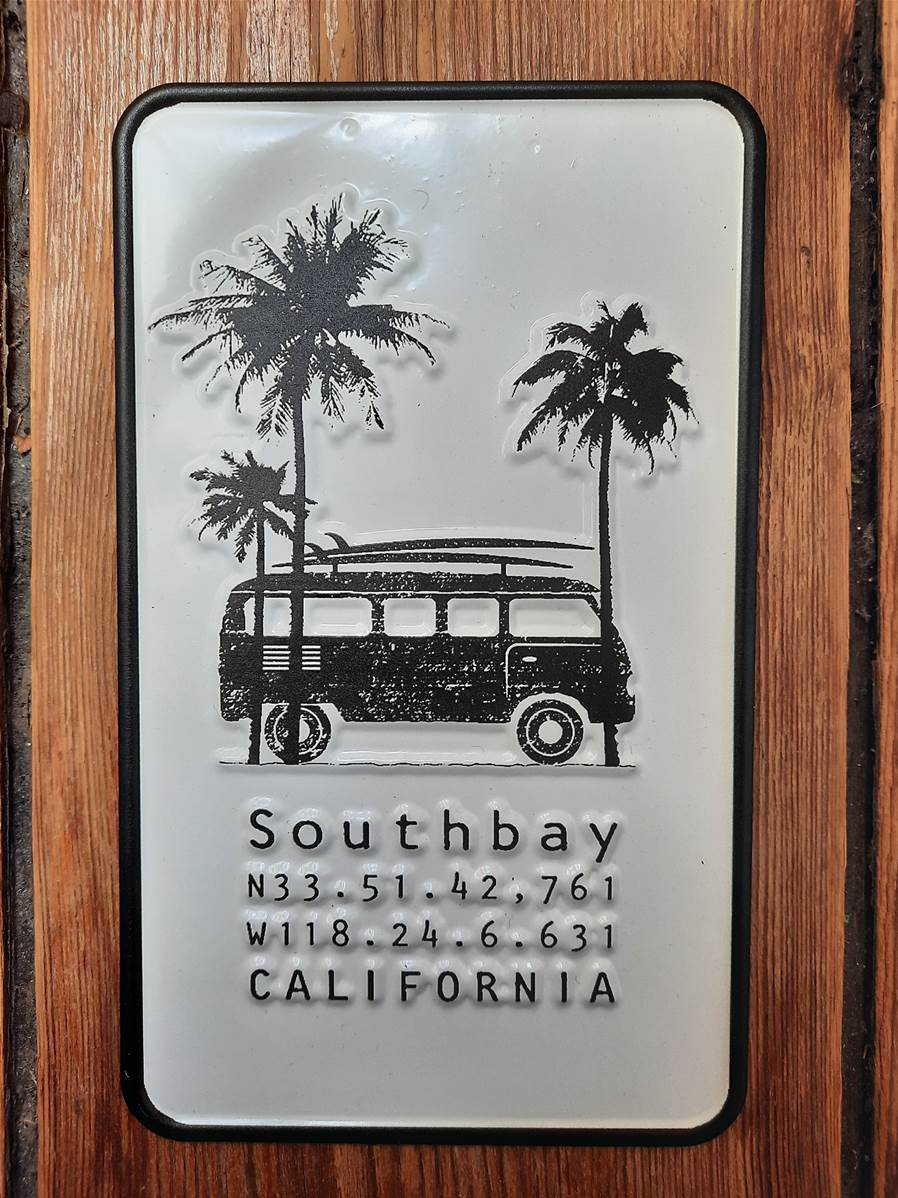 Southbay
N33.51.42,761
W118.24.6.631
CALIFORNIA